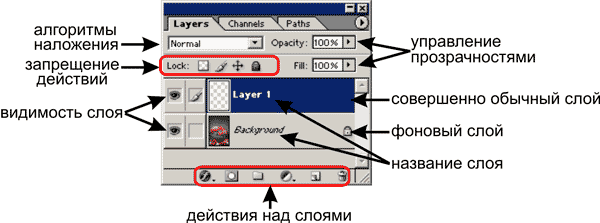 Layers Channels Paths
алгоритмы
наложения
Normal Opacity: 100%
управление
прозрачностями
запрещение
действий
Lock: Fill: 100%
видимость слоя
Layer 1
совершенно обычный слой
Background
фоновый слой
название слоя
действия над слоями